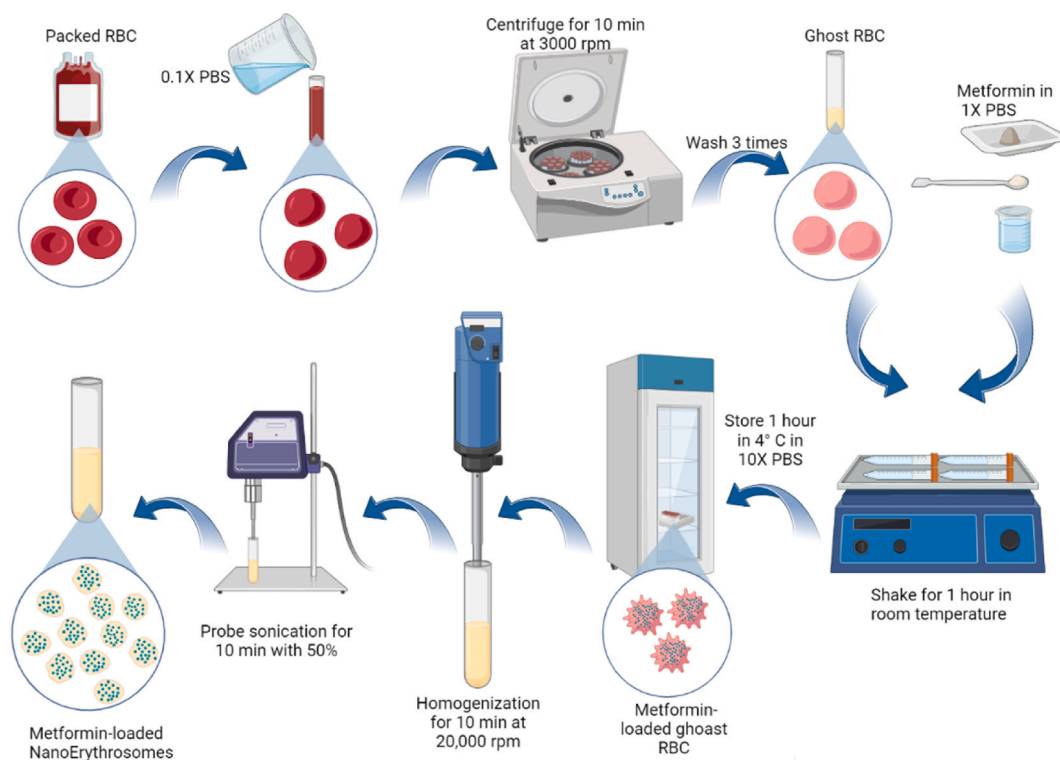 Packed RBC
0.1X PBS
Centrifuge for 10 min
at 3000 rpm
Wash 3 times
Ghost RBC
Metformin in
1X PBS
Shake for 1 hour in
room temperature
Store 1 hour
in 4° C in
10X PBS
Metformin-
loaded ghoast
RBC
Homogenization
for 10 min at
20,000 rpm
Probe sonication for
10 min with 50%
Metformin-loaded
NanoErythrosomes